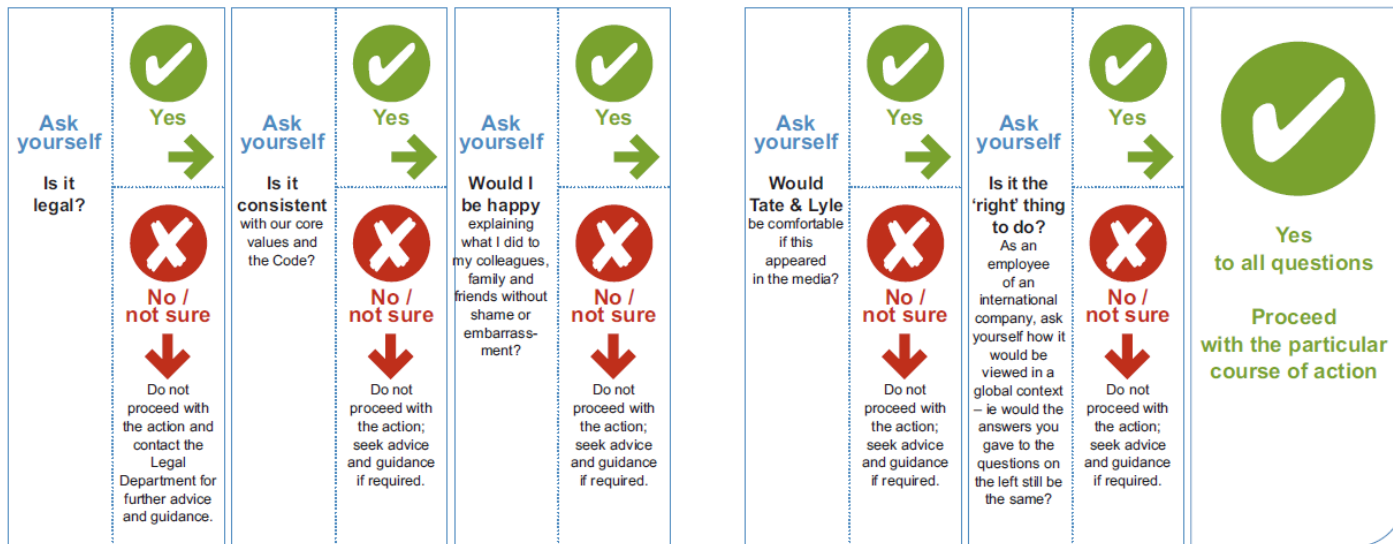 Ask
yourself
Is it
legal?
Yes
No /
not sure
Do not
proceed with
the action and
contact the
Legal
Department for
further advice
and guidance.
Ask
yourself
Is it
consistent
with our core
values and
the Code?
Yes
No /
not sure
Do not
proceed with
the action;
seek advice
and guidance
if required.
Ask
yourself
Would I
be happy
explaining
what I did to
my colleagues,
family and
friends without
shame or
embarrass-
ment?
Yes
No /
not sure
Do not
proceed with
the action;
seek advice
and guidance
if required.
Ask
yourself
Would
Tate & Lyle
be comfortable
if this
appeared
in the media?
Yes
No /
not sure
Do not
proceed with
the action;
seek advice
and guidance
if required.
Ask
yourself
Is it the
‘right’ thing
to do?
As an
employee
of an
international
company, ask
yourself how it
would be
viewed in a
global context
– ie would the
answers you
gave to the
questions on
the left still be
the same?
Yes
No /
not sure
Do not
proceed with
the action;
seek advice
and guidance
if required.
Yes
to all questions
Proceed
with the particular
course of action